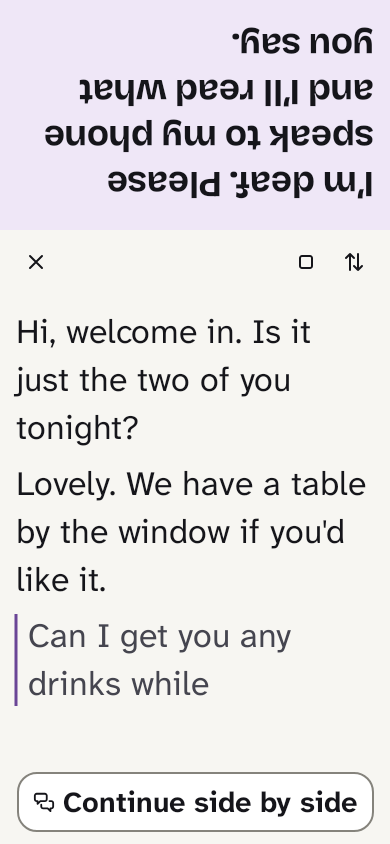 I'm deaf. Please
speak to my phone
and I'll read what
you say.
Hi, welcome in. Is it
just the two of you
tonight?
Lovely. We have a table
by the window if you'd
like it.
Can I get you any
drinks while
Continue side by side